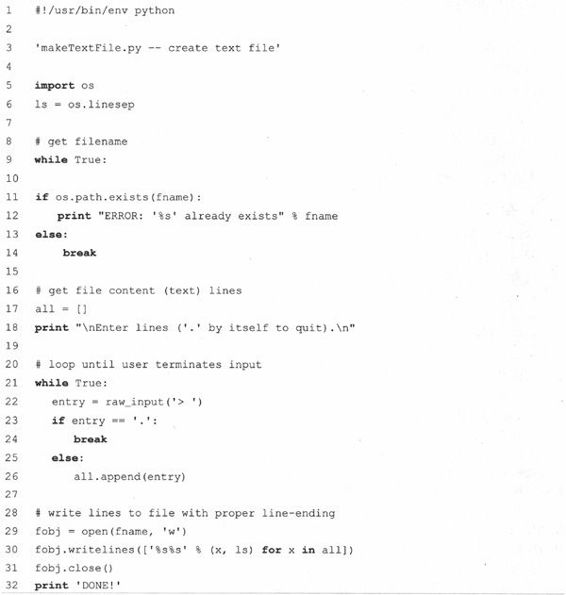 1 #!/usr/bin/env python
2
3 'makeTextFile.py -- create text file'
4
5 import os
6 ls = os.linesep
7
8 # get filename
9 while True:
10
11 if os.path.exists(fname):
12 print "ERROR: '%s' already exists" % fname
13 else:
14 break
15
16 # get file content (text) lines
17 all = []
18 print "\nEnter lines ('.' by itself to quit).\n"
19
20 # loop until user terminates input
21 while True:
22 entry = raw_input('> ')
23 if entry == '.':
24 break
25 else:
26 all.append(entry)
27
28 # write lines to file with proper line-ending
29 fobj = open(fname, 'w')
30 fobj.writelines(['%s%s' % (x, ls) for x in all])
31 fobj.close()
32 print 'DONE!'